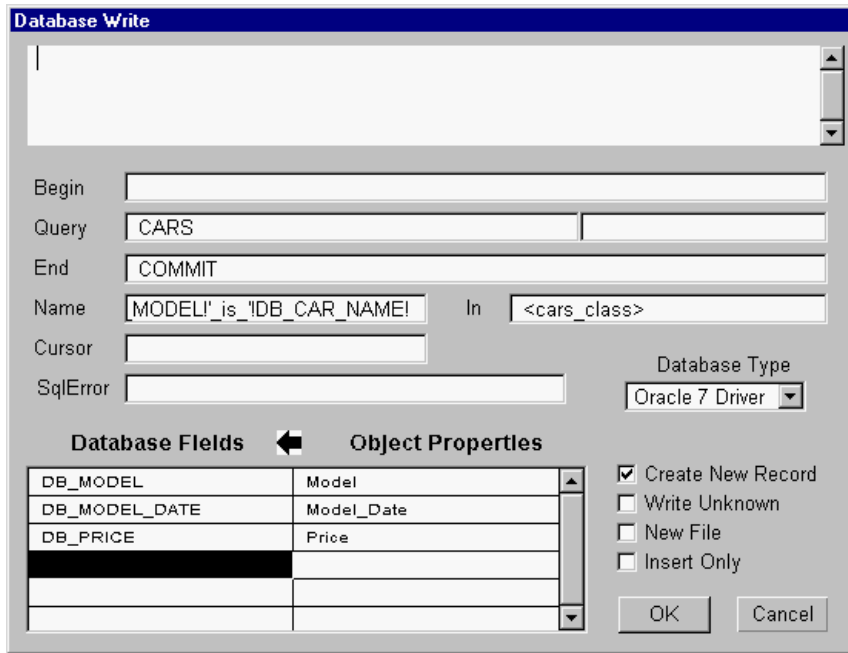 Database Write
Begin
Query CARS
End COMMIT
Name _MODEL!'_is_'!DB_CAR_NAME! In <cars_class>
Cursor
Database Type
SqlError
Oracle 7 Driver
Database Fields Object Properties
DB_MODEL Model
DB_MODEL_DATE Model_Date
DB_PRICE Price
Create New Record
Write Unknown
New File
Insert Only
OK Cancel